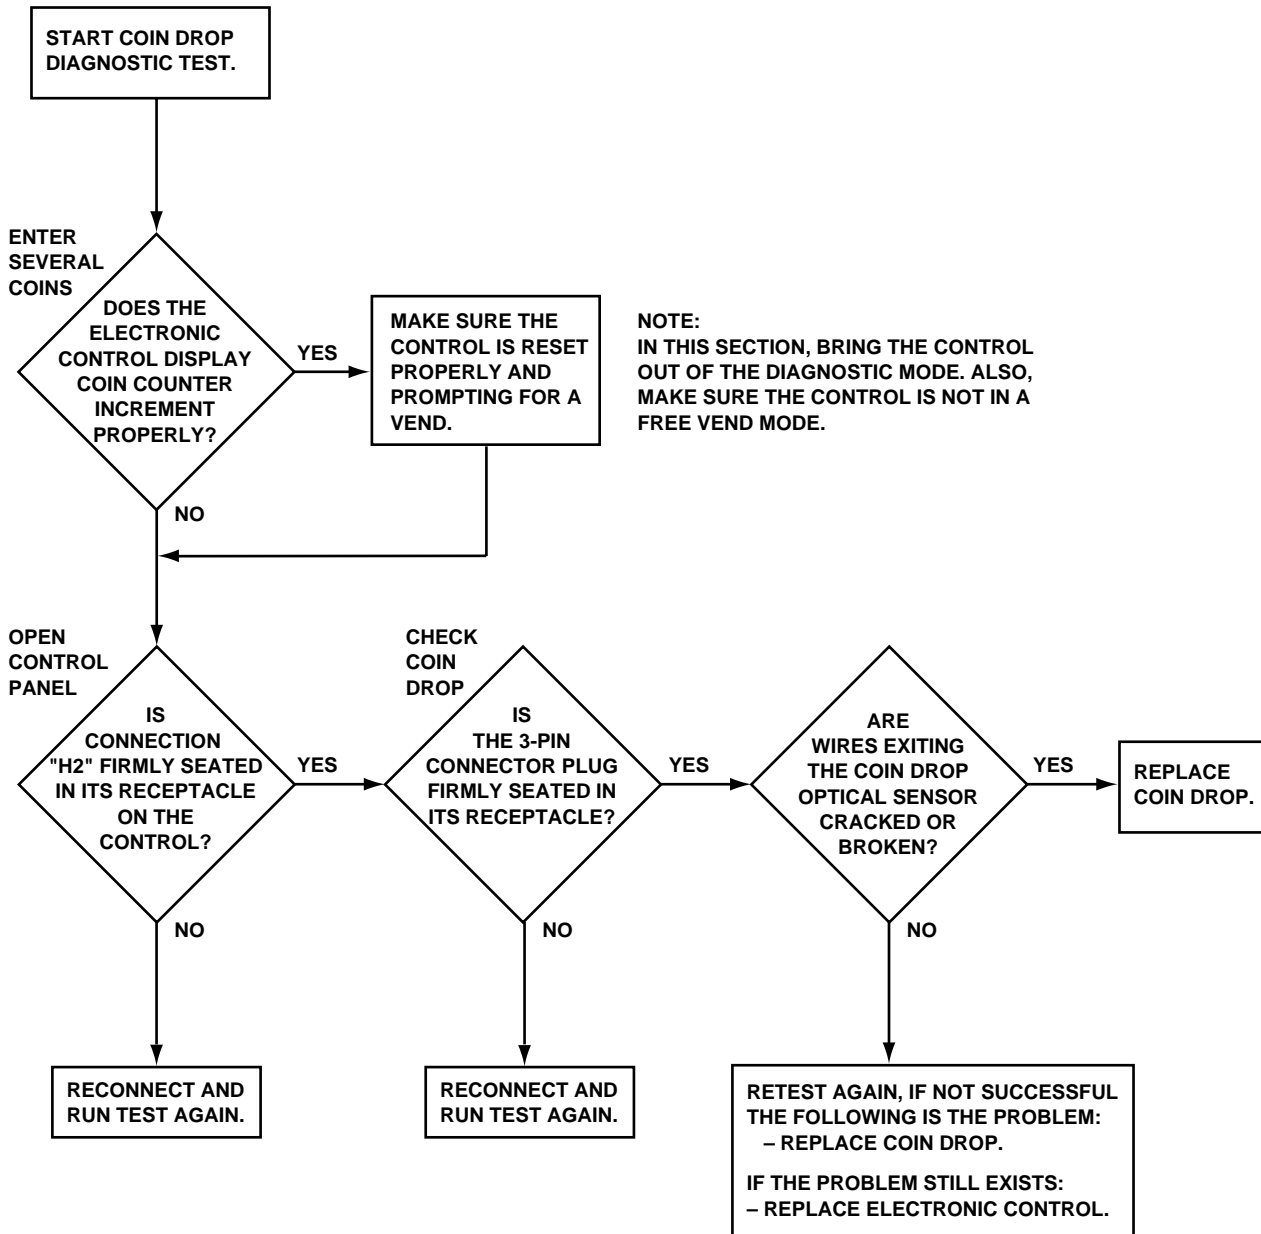 START COIN DROP
DIAGNOSTIC TEST.
ENTER
SEVERAL
COINS
DOES THE
ELECTRONIC
CONTROL DISPLAY
COIN COUNTER
INCREMENT
PROPERLY?
YES
MAKE SURE THE
CONTROL IS RESET
PROPERLY AND
PROMPTING FOR A
VEND.
NOTE:
IN THIS SECTION, BRING THE CONTROL
OUT OF THE DIAGNOSTIC MODE. ALSO,
MAKE SURE THE CONTROL IS NOT IN A
FREE VEND MODE.
NO
OPEN
CONTROL
PANEL
IS
CONNECTION
"H2" FIRMLY SEATED
IN ITS RECEPTACLE
ON THE
CONTROL?
YES
NO
RECONNECT AND
RUN TEST AGAIN.
CHECK
COIN
DROP
IS
THE 3-PIN
CONNECTOR PLUG
FIRMLY SEATED IN
ITS RECEPTACLE?
YES
NO
RECONNECT AND
RUN TEST AGAIN.
ARE
WIRES EXITING
THE COIN DROP
OPTICAL SENSOR
CRACKED OR
BROKEN?
YES
REPLACE
COIN DROP.
NO
RETEST AGAIN, IF NOT SUCCESSFUL
THE FOLLOWING IS THE PROBLEM:
– REPLACE COIN DROP.
IF THE PROBLEM STILL EXISTS:
– REPLACE ELECTRONIC CONTROL.